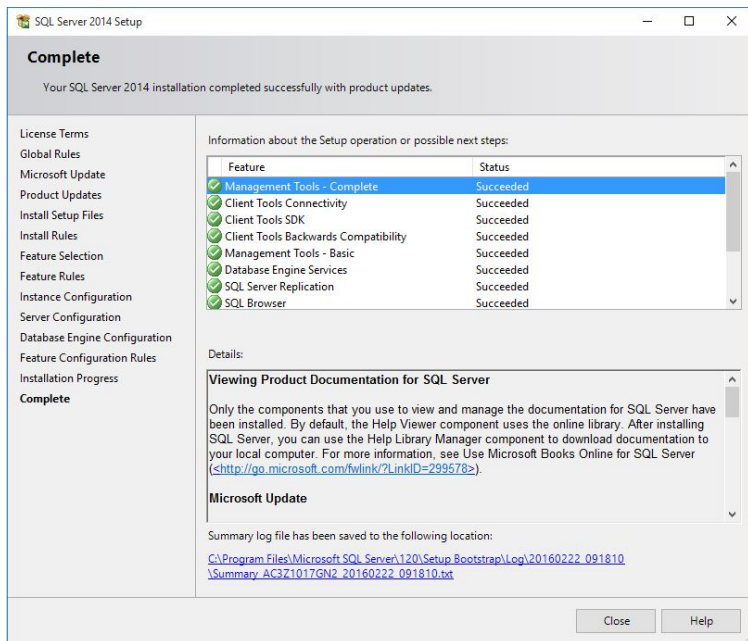 SQL Server 2014 Setup
Complete
Your SQL Server 2014 installation completed successfully with product updates.
License Terms
Global Rules
Microsoft Update
Product Updates
Install Setup Files
Install Rules
Feature Selection
Feature Rules
Instance Configuration
Server Configuration
Database Engine Configuration
Feature Configuration Rules
Installation Progress
Complete
Information about the Setup operation or possible next steps:
Feature Status
Management Tools - Complete Succeeded
Client Tools Connectivity Succeeded
Client Tools SDK Succeeded
Client Tools Backwards Compatibility Succeeded
Management Tools - Basic Succeeded
Database Engine Services Succeeded
SQL Server Replication Succeeded
SQL Browser Succeeded
Details:
Viewing Product Documentation for SQL Server
Only the components that you use to view and manage the documentation for SQL Server have
been installed. By default, the Help Viewer component uses the online library. After installing
SQL Server, you can use the Help Library Manager component to download documentation to
your local computer. For more information, see Use Microsoft Books Online for SQL Server
(<http://go.microsoft.com/fwlink/?LinkID=299578>).
Microsoft Update
Summary log file has been saved to the following location:
C:\Program Files\Microsoft SQL Server\120\Setup Bootstrap\Log\20160222_091810
\Summary_AC3Z1017GN2_20160222_091810.txt
Close Help